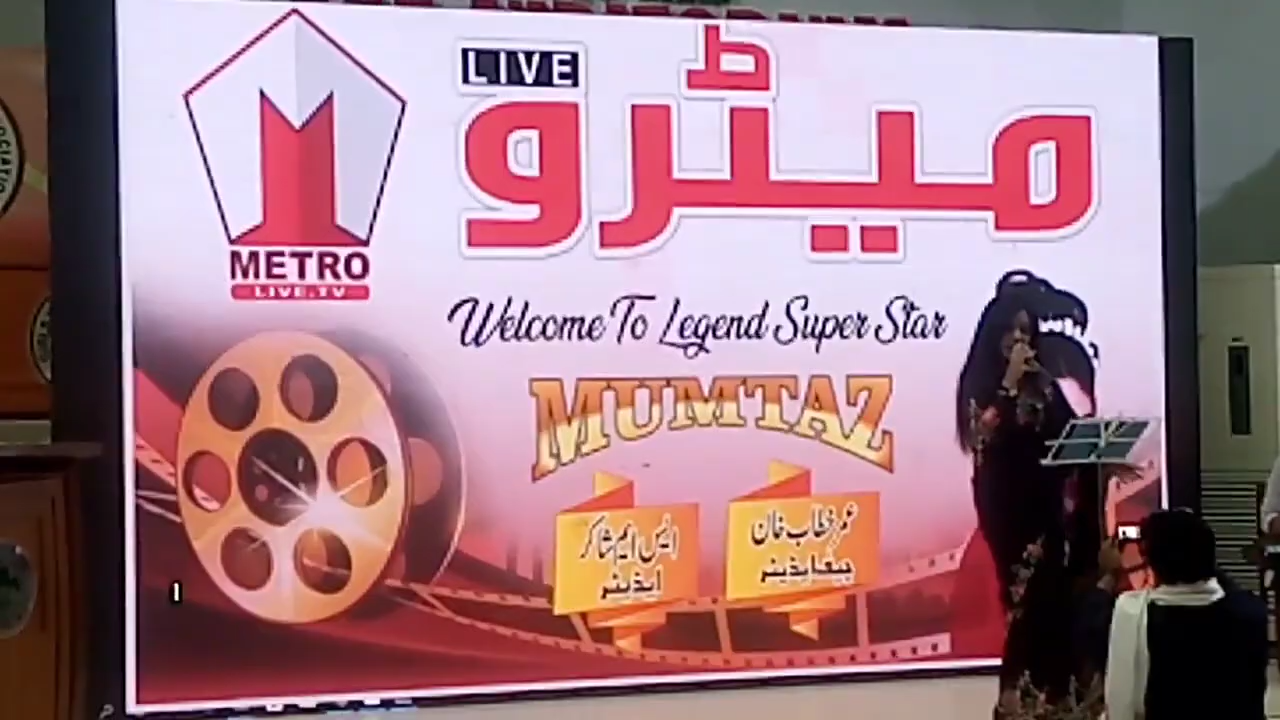 LIVE
میٹرو
METRO
LIVE.TV
Welcome To Legend Super Star
MUMTAZ
عمر خطاب خان
چیف ایڈیٹر
ایس ایم شاکر
ایڈیٹر